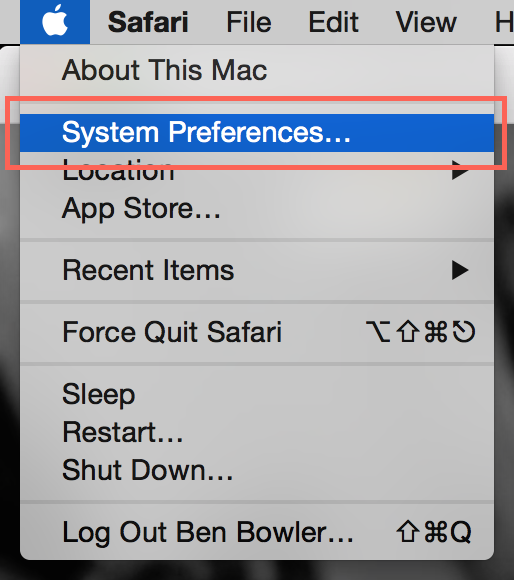 Safari File Edit View H
About This Mac
System Preferences...
Location
App Store...
Recent Items
Force Quit Safari ⌥⇧⌘⎋
Sleep
Restart...
Shut Down...
Log Out Ben Bowler... ⇧⌘Q